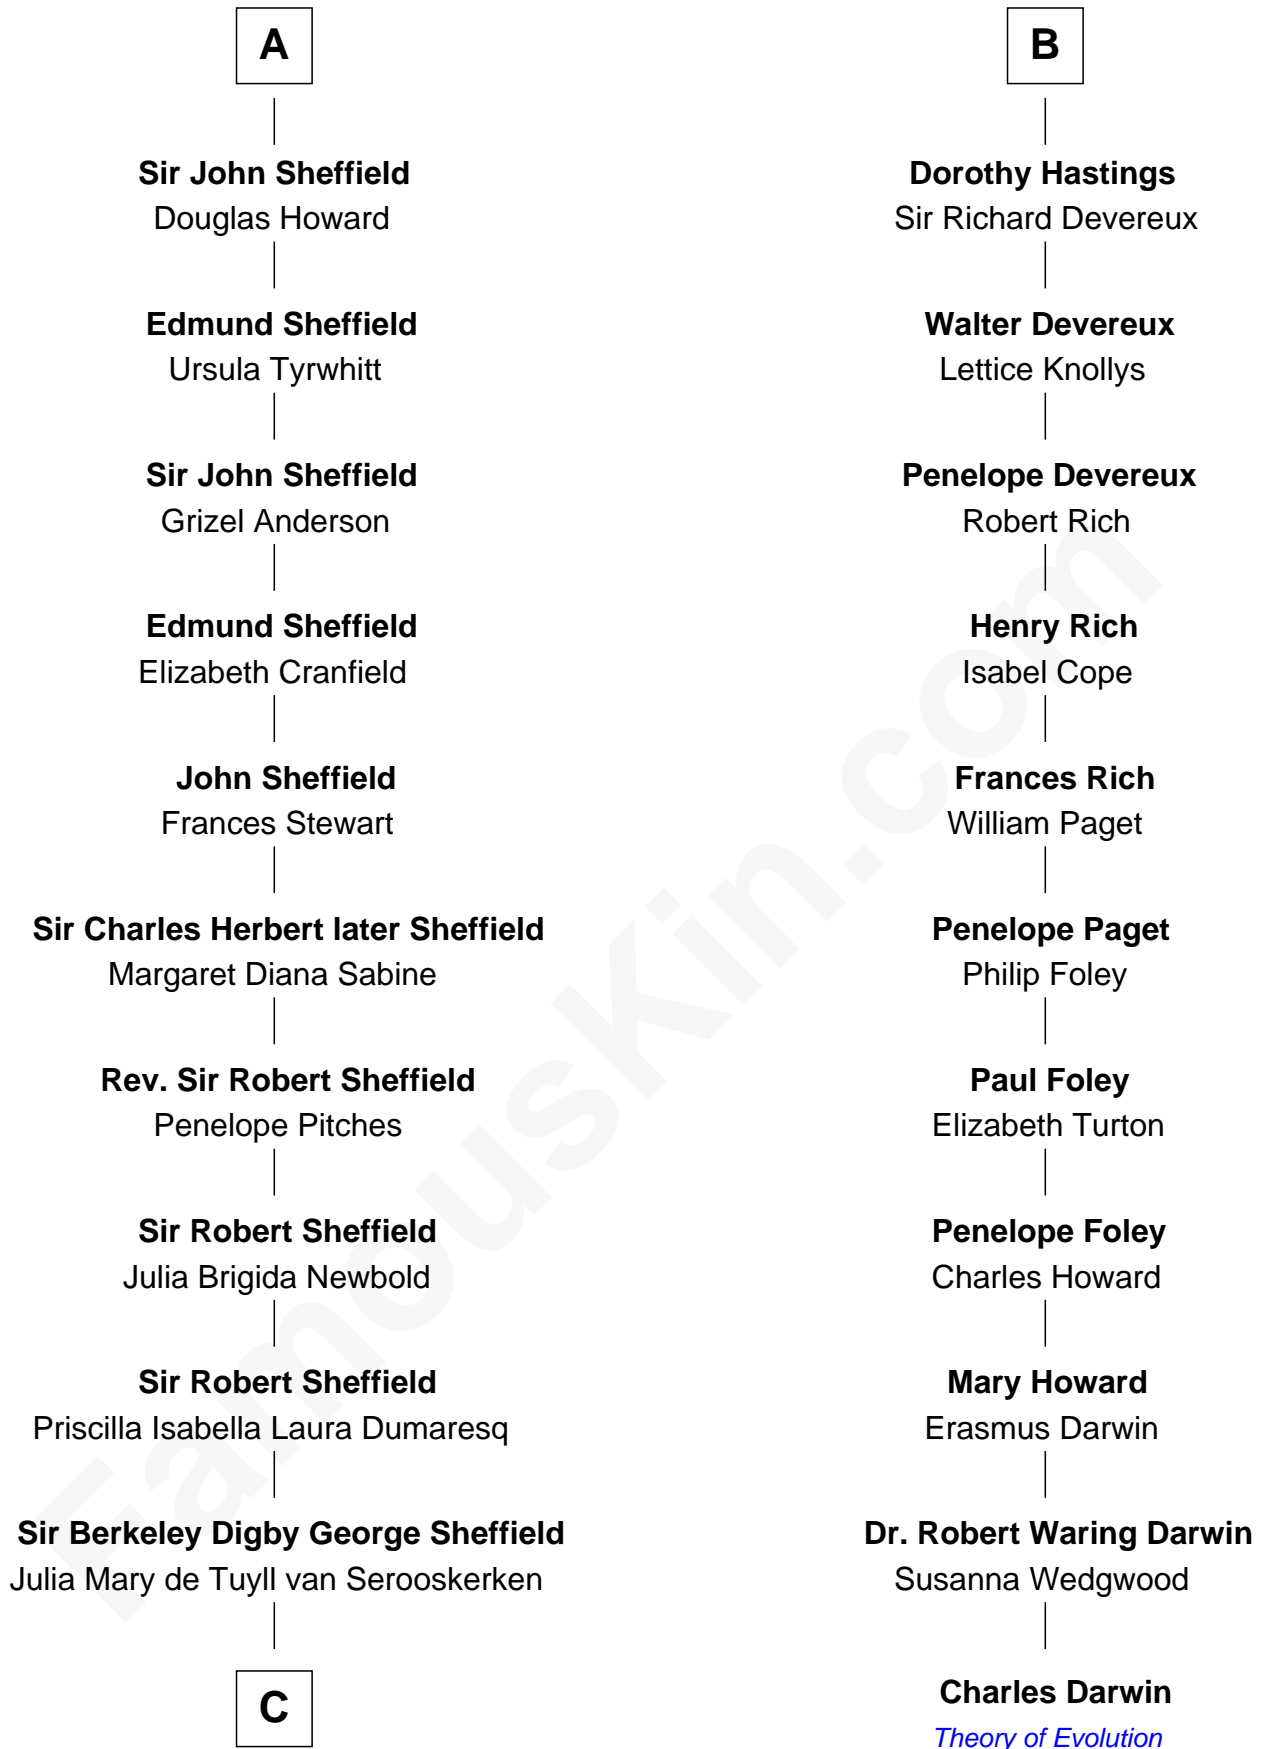 A
Sir John Sheffield
Douglas Howard
Edmund Sheffield
Ursula Tyrwhitt
Sir John Sheffield
Grizel Anderson
Edmund Sheffield
Elizabeth Cranfield
John Sheffield
Frances Stewart
Sir Charles Herbert later Sheffield
Margaret Diana Sabine
Rev. Sir Robert Sheffield
Penelope Pitches
Sir Robert Sheffield
Julia Brigida Newbold
Sir Robert Sheffield
Priscilla Isabella Laura Dumaresq
Sir Berkeley Digby George Sheffield
Julia Mary de Tuyll van Serooskerken
C
B
Dorothy Hastings
Sir Richard Devereux
Walter Devereux
Lettice Knollys
Penelope Devereux
Robert Rich
Henry Rich
Isabel Cope
Frances Rich
William Paget
Penelope Paget
Philip Foley
Paul Foley
Elizabeth Turton
Penelope Foley
Charles Howard
Mary Howard
Erasmus Darwin
Dr. Robert Waring Darwin
Susanna Wedgwood
Charles Darwin
Theory of Evolution
FamousKin.com